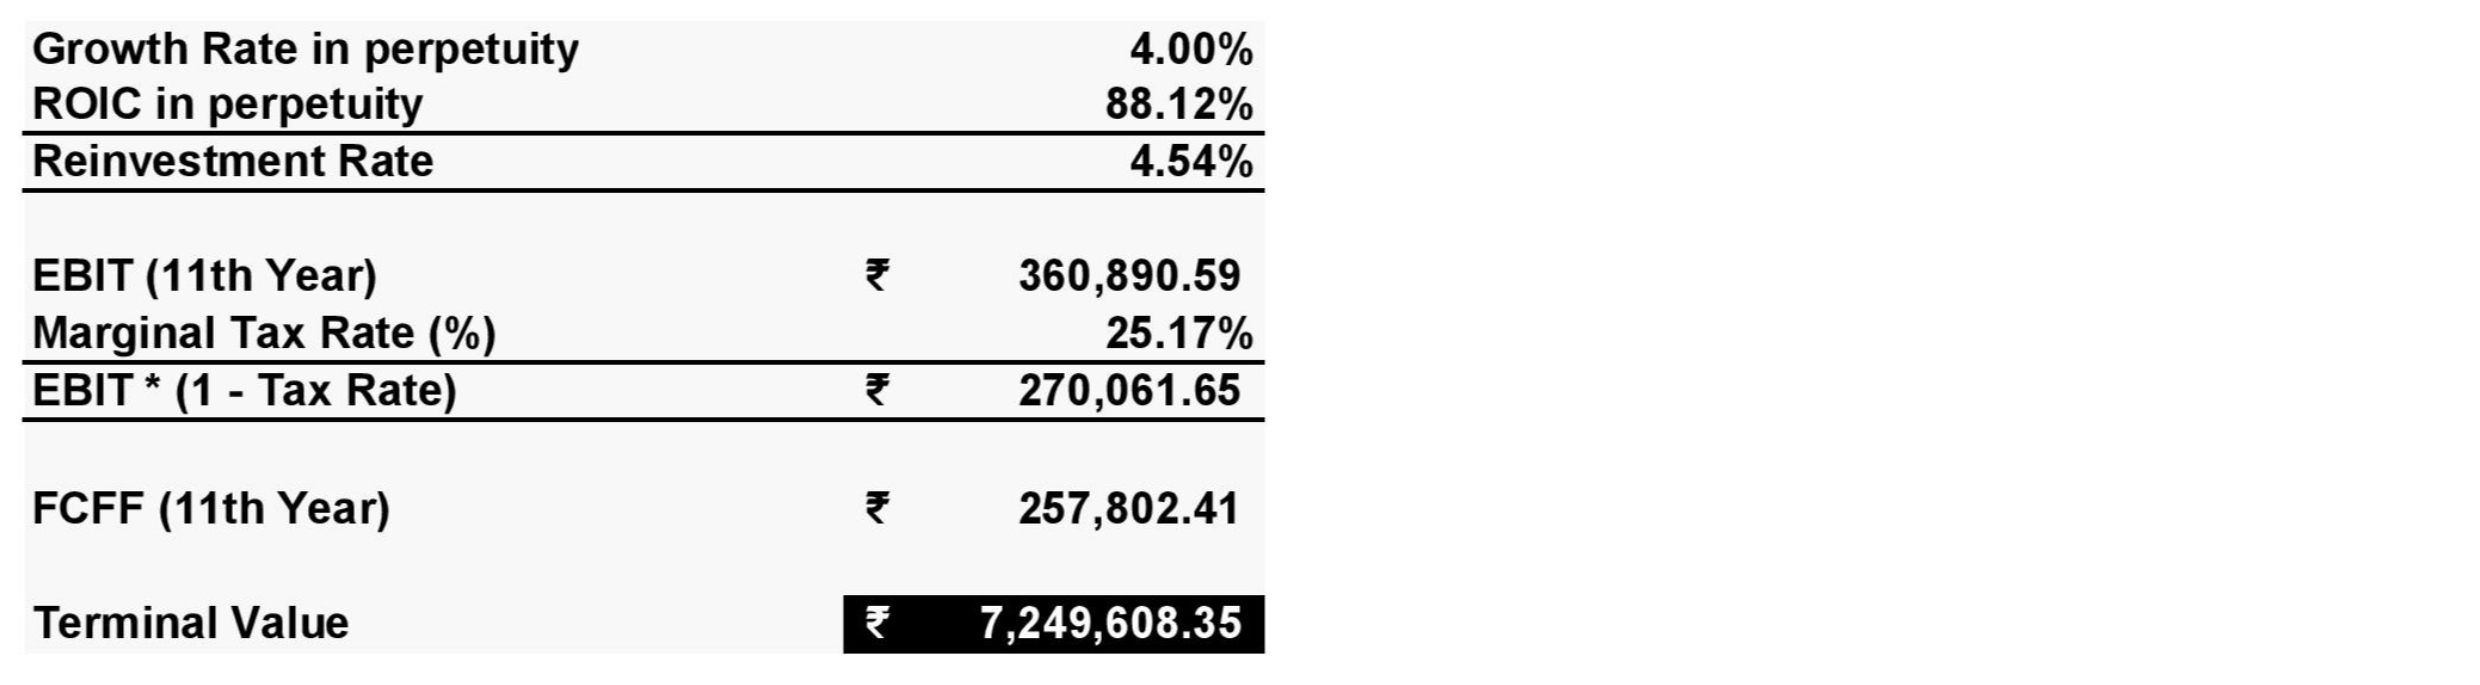 Growth Rate in perpetuity 4.00%
ROIC in perpetuity 88.12%
Reinvestment Rate 4.54%
EBIT (11th Year) ₹ 360,890.59
Marginal Tax Rate (%) 25.17%
EBIT * (1 - Tax Rate) ₹ 270,061.65
FCFF (11th Year) ₹ 257,802.41
Terminal Value ₹ 7,249,608.35